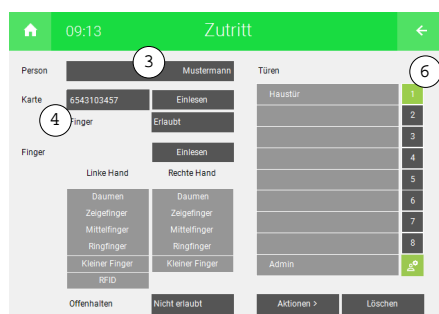 09:13 Zutritt
3
6
Person Mustermann Türen
Karte 6543103457 Einlesen Haustür 1
4 Finger Erlaubt 2
3
Finger Einlesen 4
Linke Hand Rechte Hand 5
Daumen Daumen 6
Zeigefinger Zeigefinger 7
Mittelfinger Mittelfinger 8
Ringfinger Ringfinger
Kleiner Finger Kleiner Finger Admin
RFID
Offenhalten Nicht erlaubt Aktionen > Löschen